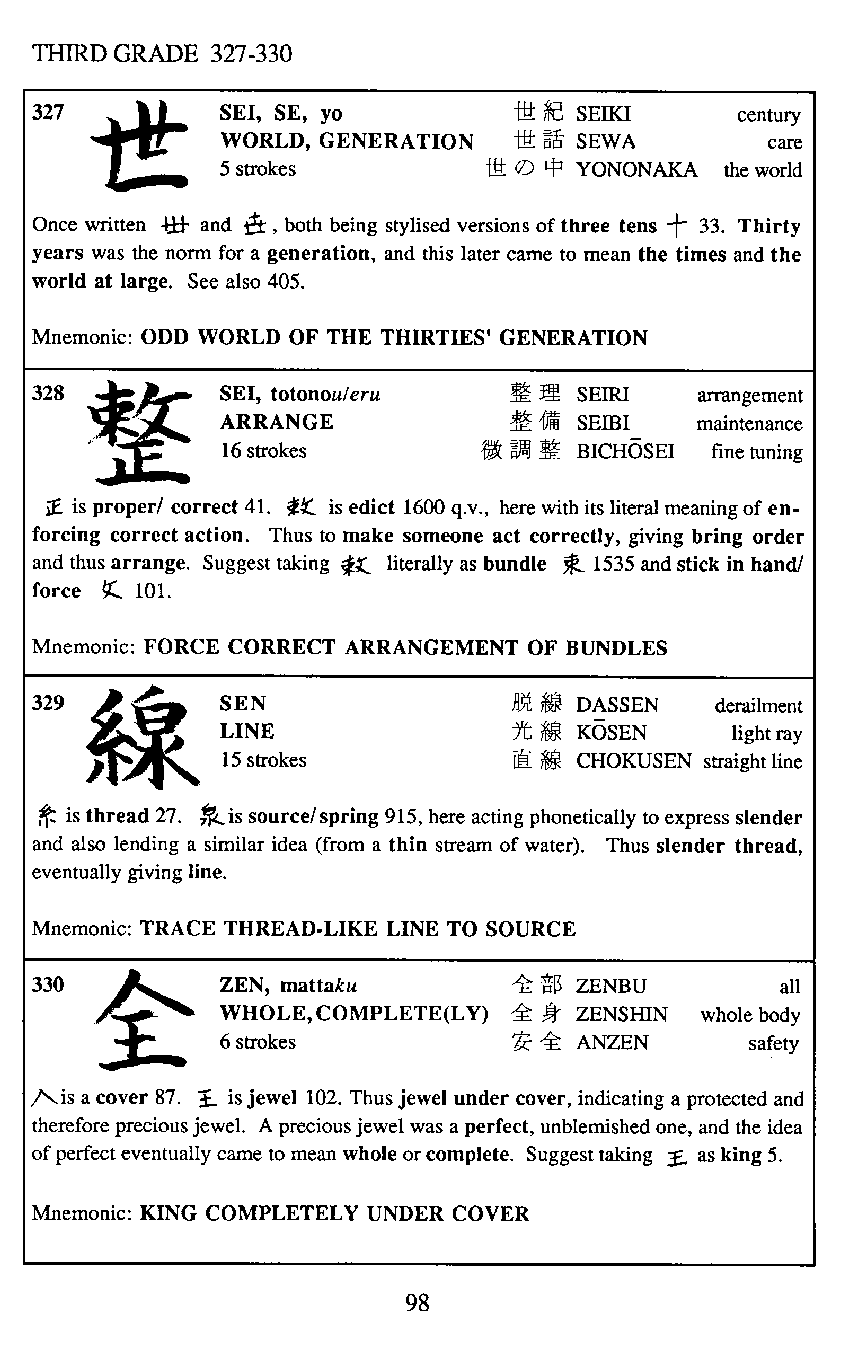 THIRD GRADE 327-330
327 世 SEI, SE, yo 世紀 SEIKI century
WORLD, GENERATION 世話 SEWA care
5 strokes 世の中 YONONAKA the world
Once written and , both being stylised versions of three tens 十 33. Thirty
years was the norm for a generation, and this later came to mean the times and the
world at large. See also 405.
Mnemonic: ODD WORLD OF THE THIRTIES' GENERATION
328 整 SEI, totonou/eru 整理 SEIRI arrangement
ARRANGE 整備 SEIBI maintenance
16 strokes 微調整 BICHŌSEI fine tuning
正 is proper/ correct 41. 敕 is edict 1600 q.v., here with its literal meaning of en-
forcing correct action. Thus to make someone act correctly, giving bring order
and thus arrange. Suggest taking 敕 literally as bundle 束 1535 and stick in hand/
force 攵 101.
Mnemonic: FORCE CORRECT ARRANGEMENT OF BUNDLES
329 線 SEN 脱線 DASSEN derailment
LINE 光線 KŌSEN light ray
15 strokes 直線 CHOKUSEN straight line
糸 is thread 27. 泉 is source/spring 915, here acting phonetically to express slender
and also lending a similar idea (from a thin stream of water). Thus slender thread,
eventually giving line.
Mnemonic: TRACE THREAD-LIKE LINE TO SOURCE
330 全 ZEN, mattaku 全部 ZENBU all
WHOLE, COMPLETE(LY) 全身 ZENSHIN whole body
6 strokes 安全 ANZEN safety
𠆢 is a cover 87. 王 is jewel 102. Thus jewel under cover, indicating a protected and
therefore precious jewel. A precious jewel was a perfect, unblemished one, and the idea
of perfect eventually came to mean whole or complete. Suggest taking 王 as king 5.
Mnemonic: KING COMPLETELY UNDER COVER
98